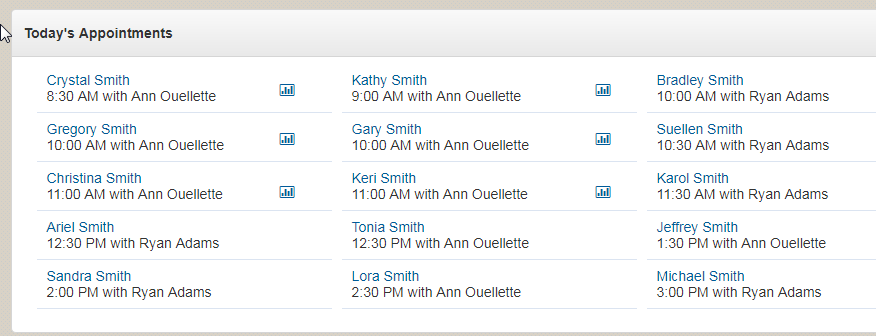 Today's Appointments
Crystal Smith
8:30 AM with Ann Ouellette
Kathy Smith
9:00 AM with Ann Ouellette
Bradley Smith
10:00 AM with Ryan Adams
Gregory Smith
10:00 AM with Ann Ouellette
Gary Smith
10:00 AM with Ann Ouellette
Suellen Smith
10:30 AM with Ryan Adams
Christina Smith
11:00 AM with Ann Ouellette
Keri Smith
11:00 AM with Ann Ouellette
Karol Smith
11:30 AM with Ryan Adams
Ariel Smith
12:30 PM with Ryan Adams
Tonia Smith
12:30 PM with Ann Ouellette
Jeffrey Smith
1:30 PM with Ann Ouellette
Sandra Smith
2:00 PM with Ryan Adams
Lora Smith
2:30 PM with Ann Ouellette
Michael Smith
3:00 PM with Ryan Adams